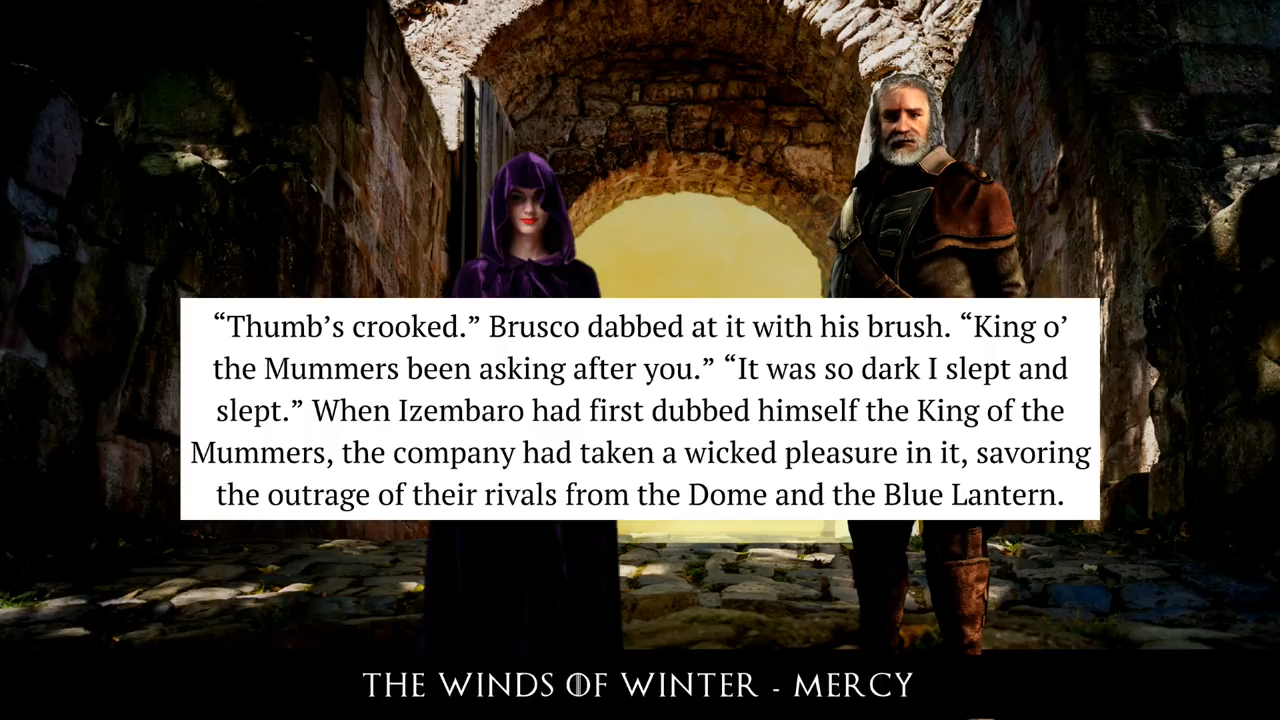 “Thumb’s crooked.” Brusco dabbed at it with his brush. “King o’
the Mummers been asking after you.” “It was so dark I slept and
slept.” When Izembaro had first dubbed himself the King of the
Mummers, the company had taken a wicked pleasure in it, savoring
the outrage of their rivals from the Dome and the Blue Lantern.
THE WINDS OF WINTER - MERCY